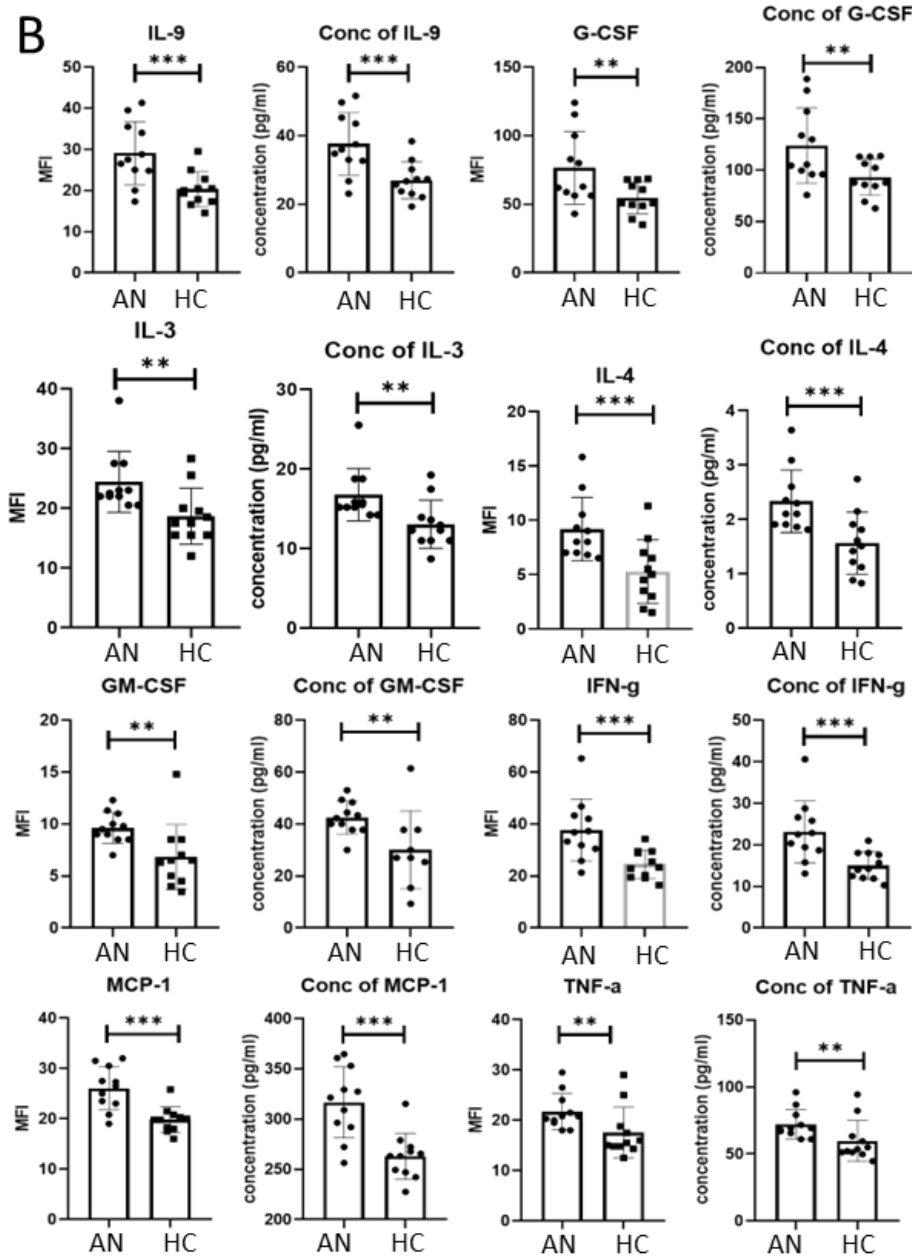 B
IL-9
***
50
40
30
20
10
0
MFI
AN HC
Conc of IL-9
***
60
40
20
0
concentration (pg/ml)
AN HC
G-CSF
**
150
100
50
0
MFI
AN HC
Conc of G-CSF
**
200
150
100
50
0
concentration (pg/ml)
AN HC
IL-3
**
40
30
20
10
0
MFI
AN HC
Conc of IL-3
**
30
20
10
0
concentration (pg/ml)
AN HC
IL-4
***
20
15
10
5
0
MFI
AN HC
Conc of IL-4
***
4
3
2
1
0
concentration (pg/ml)
AN HC
GM-CSF
**
20
15
10
5
0
MFI
AN HC
Conc of GM-CSF
**
80
60
40
20
0
concentration (pg/ml)
AN HC
IFN-g
***
80
60
40
20
0
MFI
AN HC
Conc of IFN-g
***
50
40
30
20
10
0
concentration (pg/ml)
AN HC
MCP-1
***
40
30
20
10
0
MFI
AN HC
Conc of MCP-1
***
400
350
300
250
200
concentration (pg/ml)
AN HC
TNF-a
**
40
30
20
10
0
MFI
AN HC
Conc of TNF-a
**
150
100
50
0
concentration (pg/ml)
AN HC